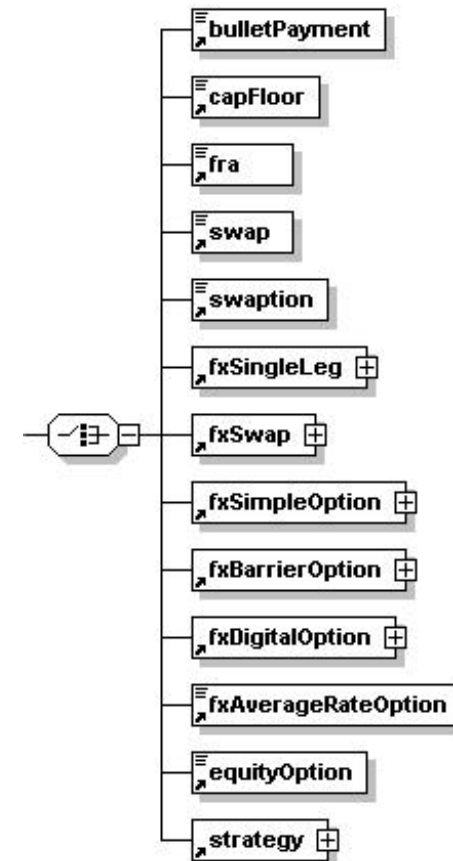 bulletPayment
capFloor
fra
swap
swaption
fxSingleLeg
fxSwap
fxSimpleOption
fxBarrierOption
fxDigitalOption
fxAverageRateOption
equityOption
strategy